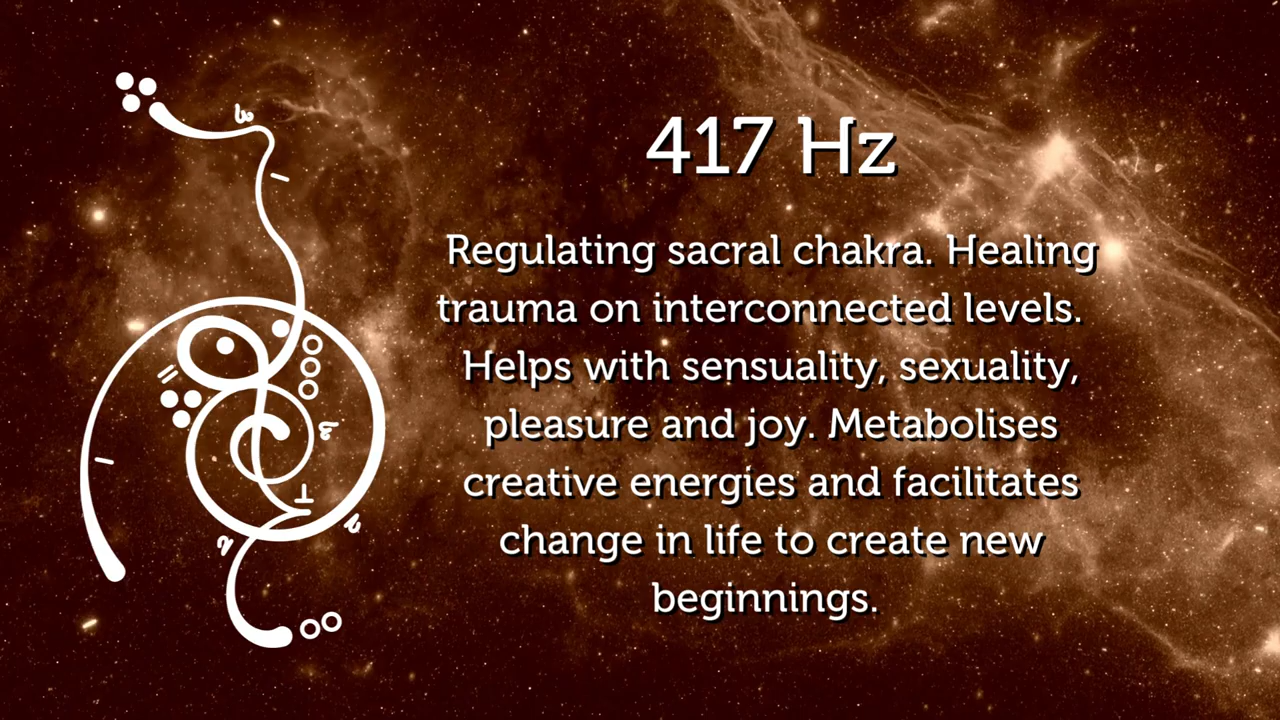 417 Hz
Regulating sacral chakra. Healing
trauma on interconnected levels.
Helps with sensuality, sexuality,
pleasure and joy. Metabolises
creative energies and facilitates
change in life to create new
beginnings.